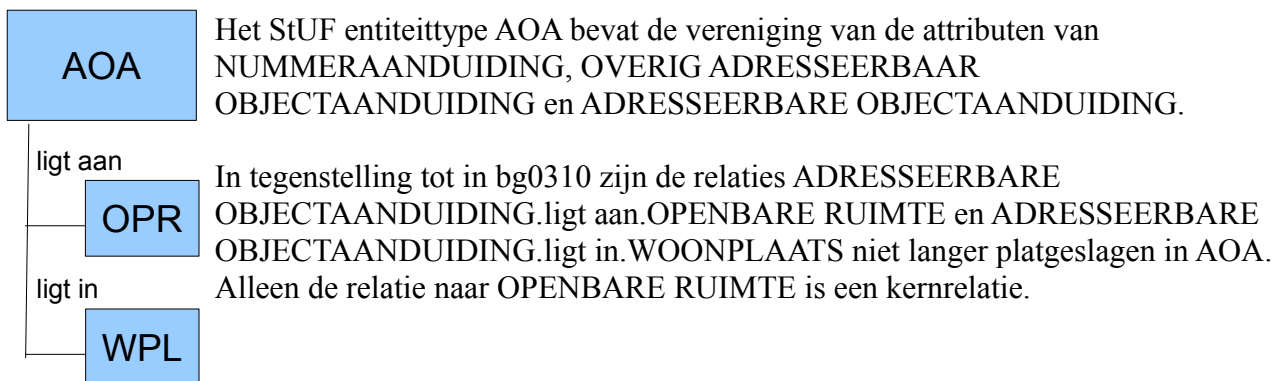 AOA
Het StUF entiteittype AOA bevat de vereniging van de attributen van
NUMMERAANDUIDING, OVERIG ADRESSEERBAAR
OBJECTAANDUIDING en ADRESSEERBARE OBJECTAANDUIDING.
ligt aan
OPR
In tegenstelling tot in bg0310 zijn de relaties ADRESSEERBARE
OBJECTAANDUIDING.ligt aan.OPENBARE RUIMTE en ADRESSEERBARE
OBJECTAANDUIDING.ligt in.WOONPLAATS niet langer platgeslagen in AOA.
Alleen de relatie naar OPENBARE RUIMTE is een kernrelatie.
ligt in
WPL